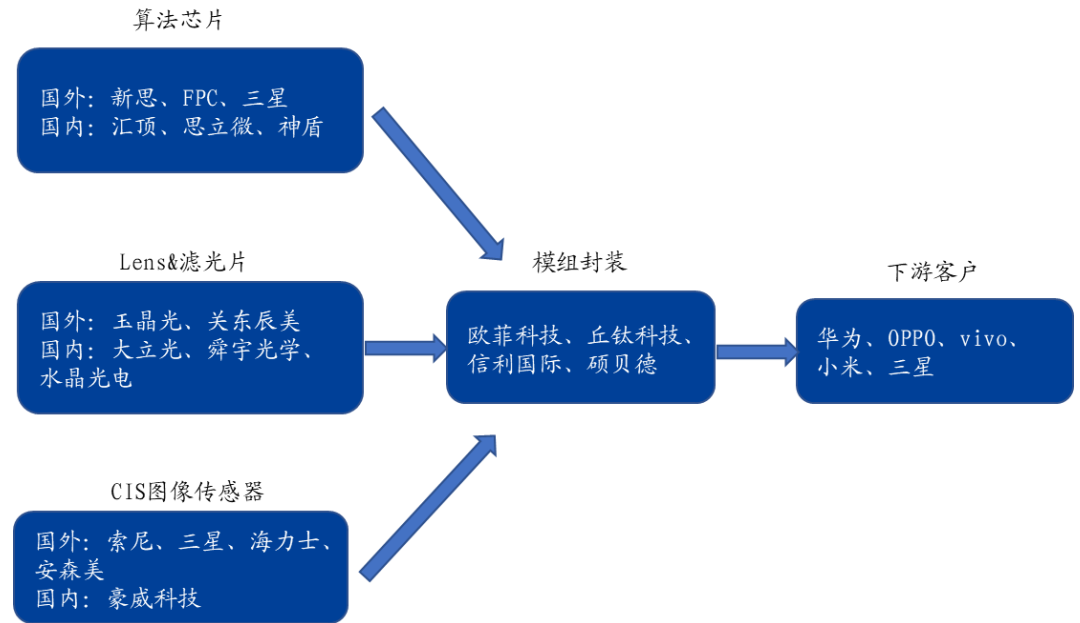 算法芯片
国外: 新思、FPC、三星
国内: 汇顶、思立微、神盾
Lens&滤光片
国外: 玉晶光、关东辰美
国内: 大立光、舜宇光学、
水晶光电
CIS图像传感器
国外: 索尼、三星、海力士、
安森美
国内: 豪威科技
模组封装
欧菲科技、丘钛科技、
信利国际、硕贝德
下游客户
华为、OPPO、vivo、
小米、三星